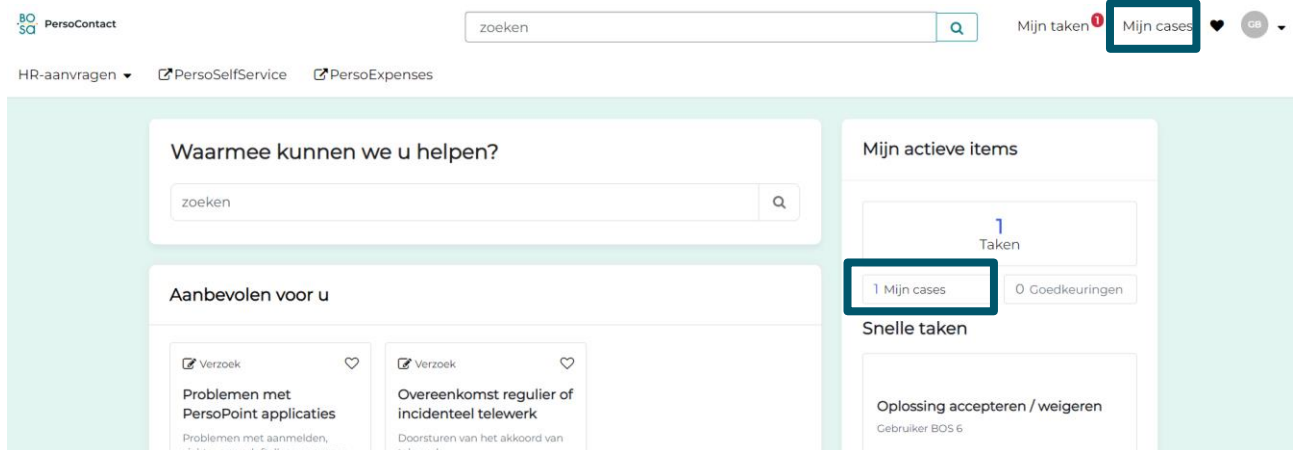 BO SA PersoContact
zoeken
Mijn taken 1
Mijn cases
GB
HR-aanvragen
PersoSelfService
PersoExpenses
Waarmee kunnen we u helpen?
zoeken
Aanbevolen voor u
Verzoek
Problemen met
PersoPoint applicaties
Problemen met aanmelden,
Verzoek
Overeenkomst regulier of
incidenteel telewerk
Doorsturen van het akkoord van
Mijn actieve items
1
Taken
1 Mijn cases
0 Goedkeuringen
Snelle taken
Oplossing accepteren / weigeren
Gebruiker BOS 6